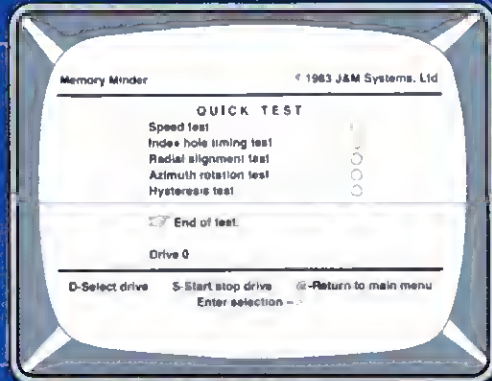 Memory Minder © 1983 J&M Systems, Ltd
QUICK TEST
Speed test
Index hole timing test
Radial alignment test
Azimuth rotation test
Hysteresis test
End of test.
Drive 0
D-Select drive S-Start stop drive @-Return to main menu
Enter selection =>